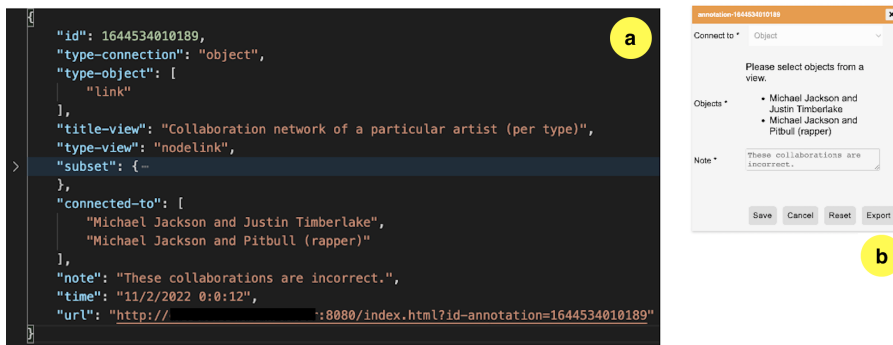 {
"id": 1644534010189,
"type-connection": "object",
"type-object": [
"link"
],
"title-view": "Collaboration network of a particular artist (per type)",
"type-view": "nodelink",
"subset": {⋯
},
"connected-to": [
"Michael Jackson and Justin Timberlake",
"Michael Jackson and Pitbull (rapper)"
],
"note": "These collaborations are incorrect.",
"time": "11/2/2022 0:0:12",
"url": "http:// :8080/index.html?id-annotation=1644534010189"
}
a
annotation-1644534010189 x
Connect to * Object
Please select objects from a
view.
Objects *
• Michael Jackson and
Justin Timberlake
• Michael Jackson and
Pitbull (rapper)
Note *
These collaborations are
incorrect.
Save Cancel Reset Export
b